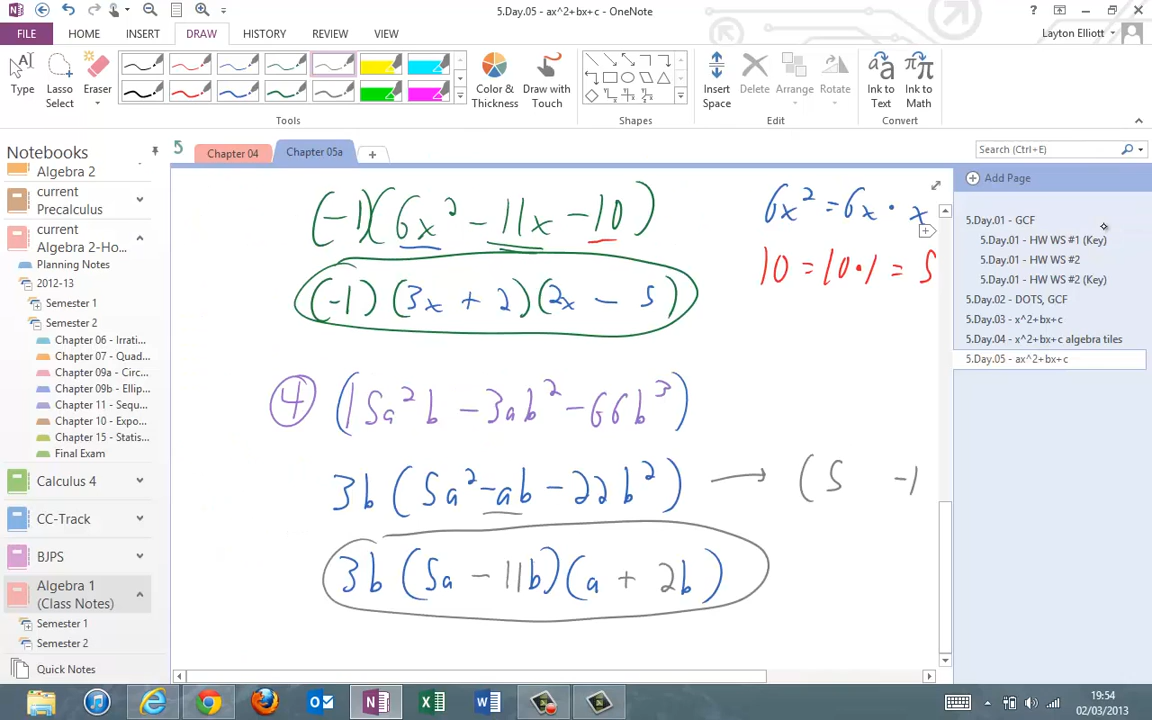 5.Day.05 - ax^2+bx+c - OneNote
FILE HOME INSERT DRAW HISTORY REVIEW VIEW
Layton Elliott
Type
Lasso Select
Eraser
Color & Thickness
Draw with Touch
Insert Space
Delete
Arrange
Rotate
Ink to Text
Ink to Math
Tools
Shapes
Edit
Convert
Notebooks
Chapter 04
Chapter 05a
Search (Ctrl+E)
Algebra 2
current Precalculus
current Algebra 2-Ho...
Planning Notes
2012-13
Semester 1
Semester 2
Chapter 06 - Irrati...
Chapter 07 - Quad...
Chapter 09a - Circ...
Chapter 09b - Ellip...
Chapter 11 - Sequ...
Chapter 10 - Expo...
Chapter 15 - Statis...
Final Exam
Calculus 4
CC-Track
BJPS
Algebra 1 (Class Notes)
Semester 1
Semester 2
Quick Notes
(-1)(6x² - 11x - 10)
6x² = 6x · x
(-1)(3x + 2)(2x - 5)
10 = 10·1 = 5
④ (15a²b - 3ab² - 66b³)
3b(5a² - ab - 22b²) → (5 -1
3b(5a - 11b)(a + 2b)
Add Page
5.Day.01 - GCF
5.Day.01 - HW WS #1 (Key)
5.Day.01 - HW WS #2
5.Day.01 - HW WS #2 (Key)
5.Day.02 - DOTS, GCF
5.Day.03 - x^2+bx+c
5.Day.04 - x^2+bx+c algebra tiles
5.Day.05 - ax^2+bx+c
19:54
02/03/2013